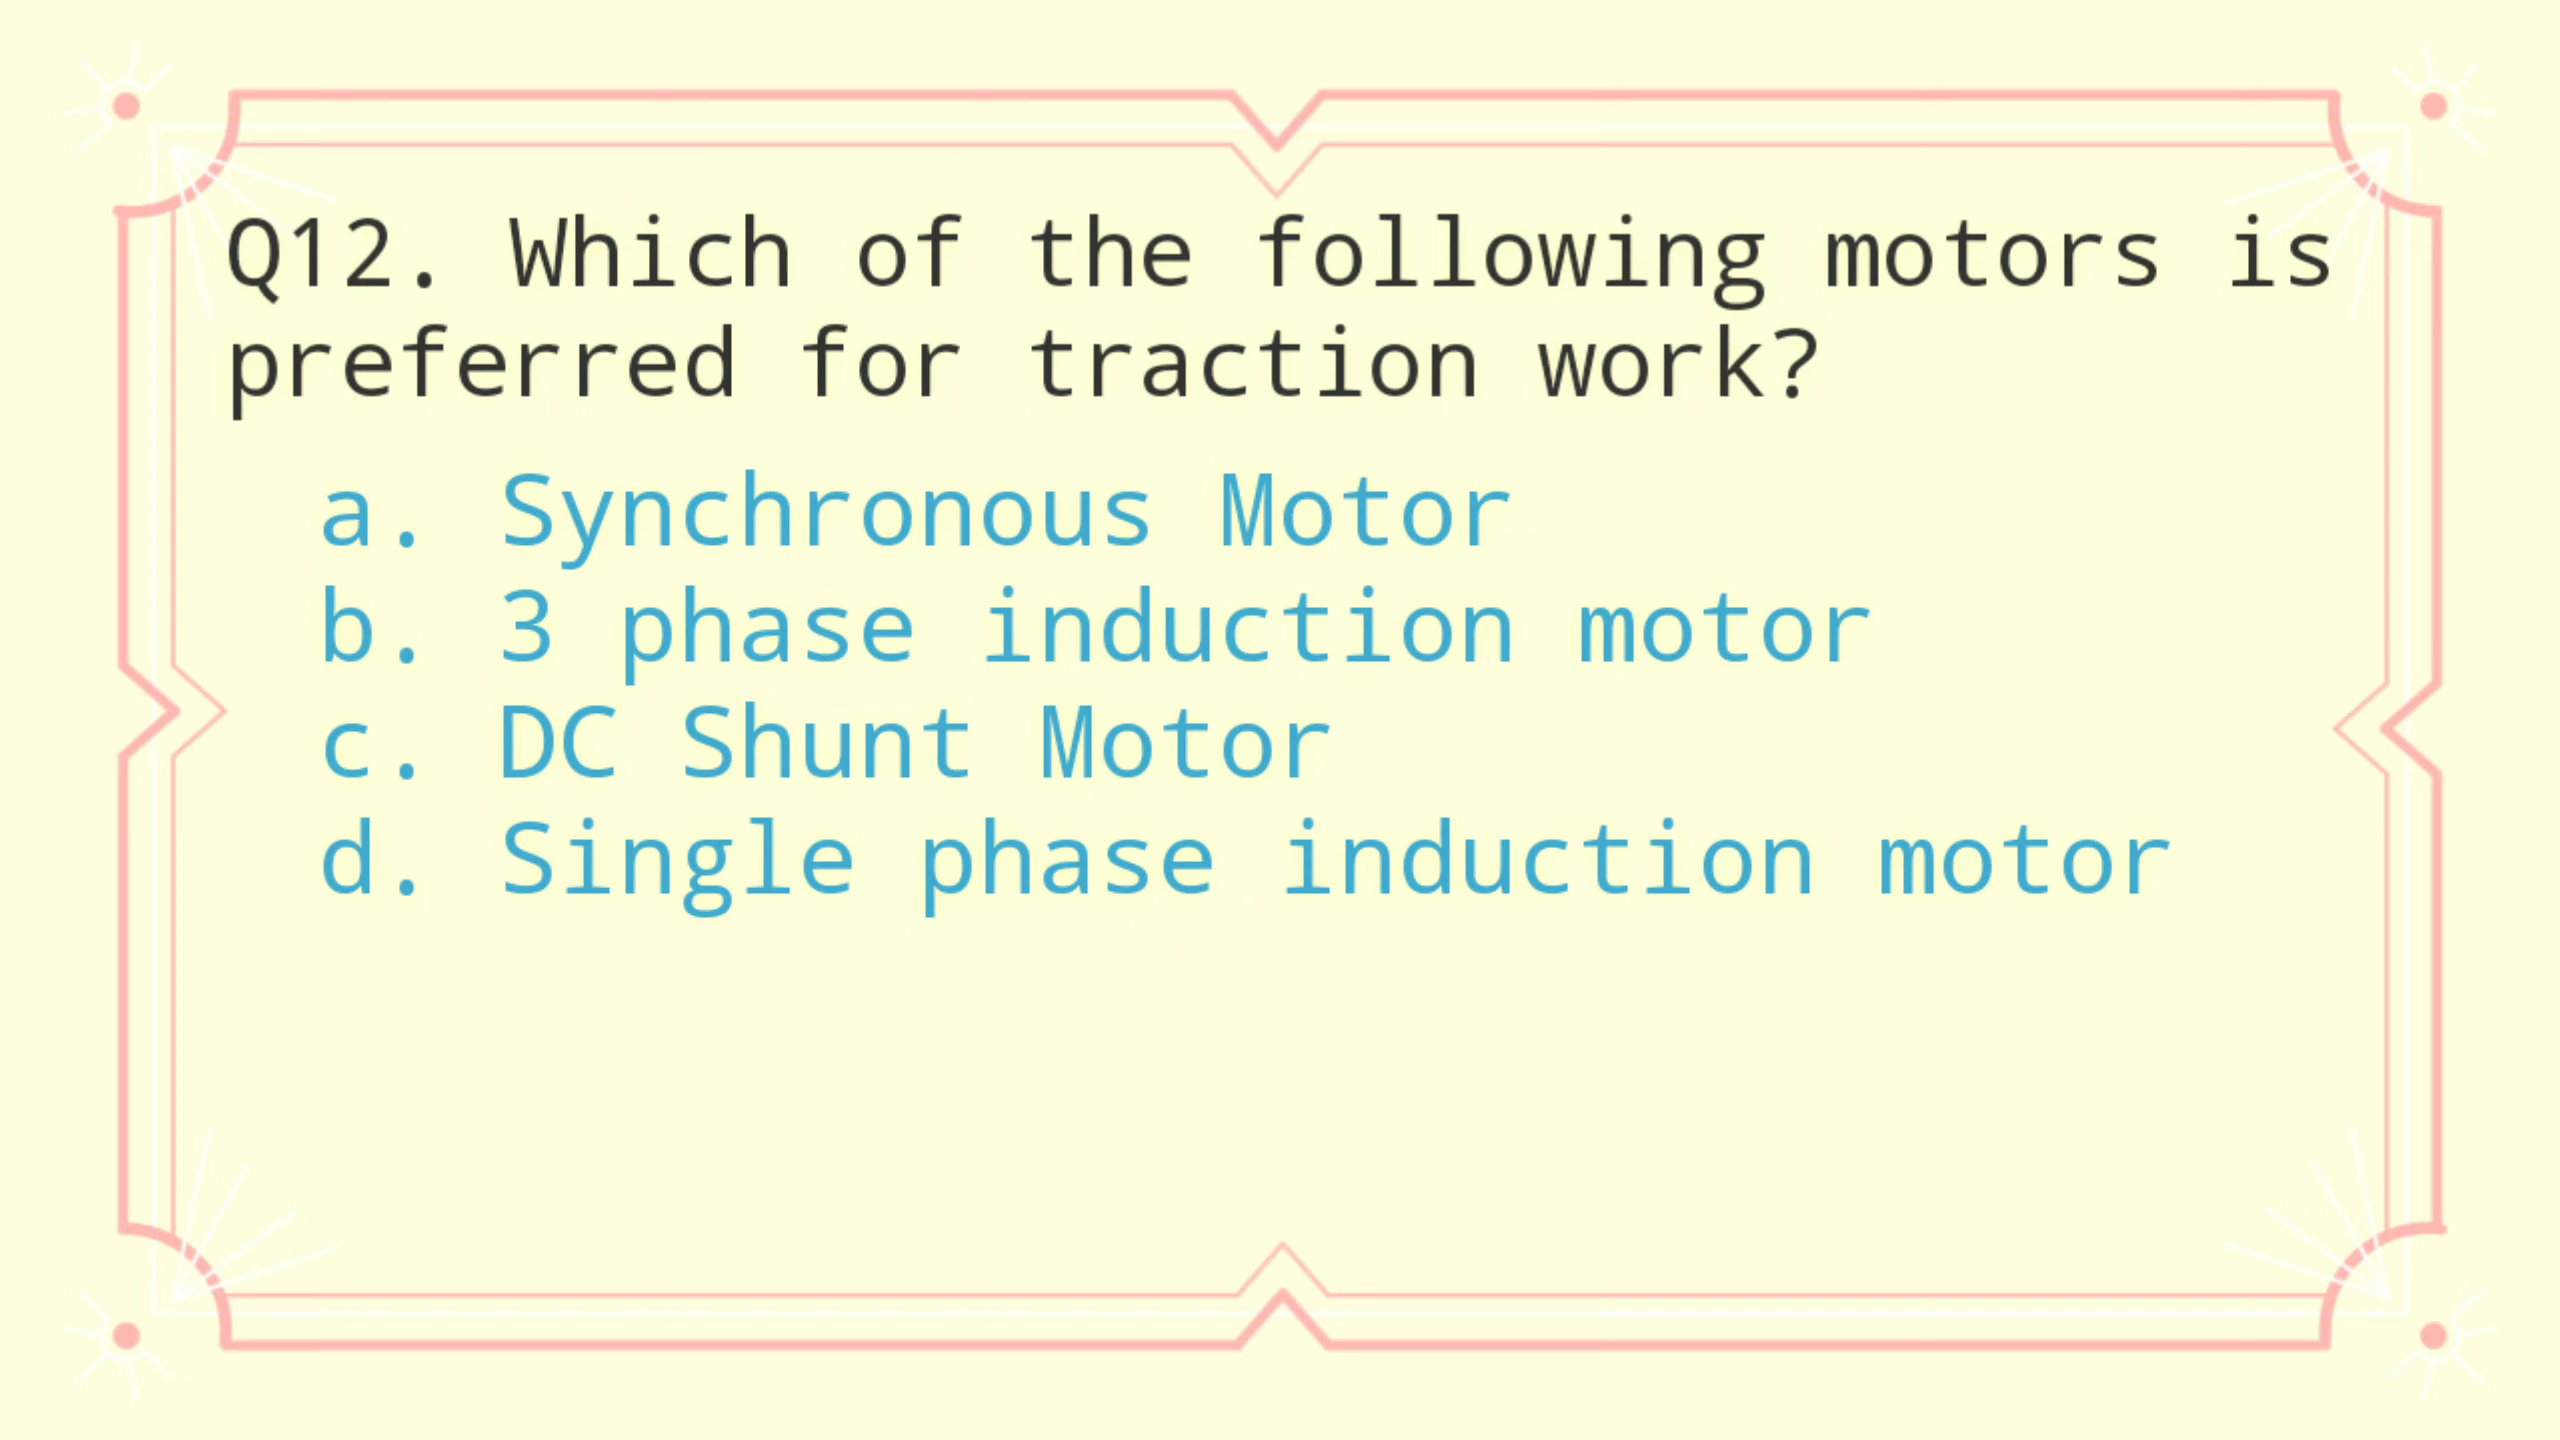 Q12. Which of the following motors is
preferred for traction work?
a. Synchronous Motor
b. 3 phase induction motor
c. DC Shunt Motor
d. Single phase induction motor